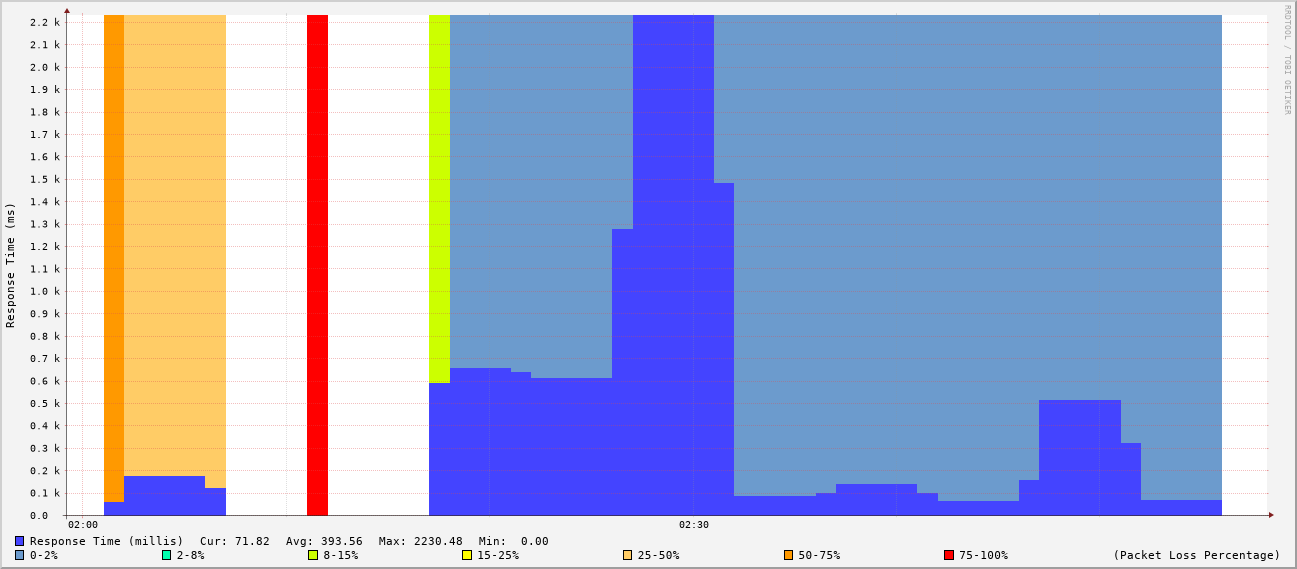 RRDTOOL / TOBI OETIKER
Response Time (ms)
2.2 k
2.1 k
2.0 k
1.9 k
1.8 k
1.7 k
1.6 k
1.5 k
1.4 k
1.3 k
1.2 k
1.1 k
1.0 k
0.9 k
0.8 k
0.7 k
0.6 k
0.5 k
0.4 k
0.3 k
0.2 k
0.1 k
0.0
02:00 02:30
Response Time (millis) Cur: 71.82 Avg: 393.56 Max: 2230.48 Min: 0.00
0-2% 2-8% 8-15% 15-25% 25-50% 50-75% 75-100% (Packet Loss Percentage)